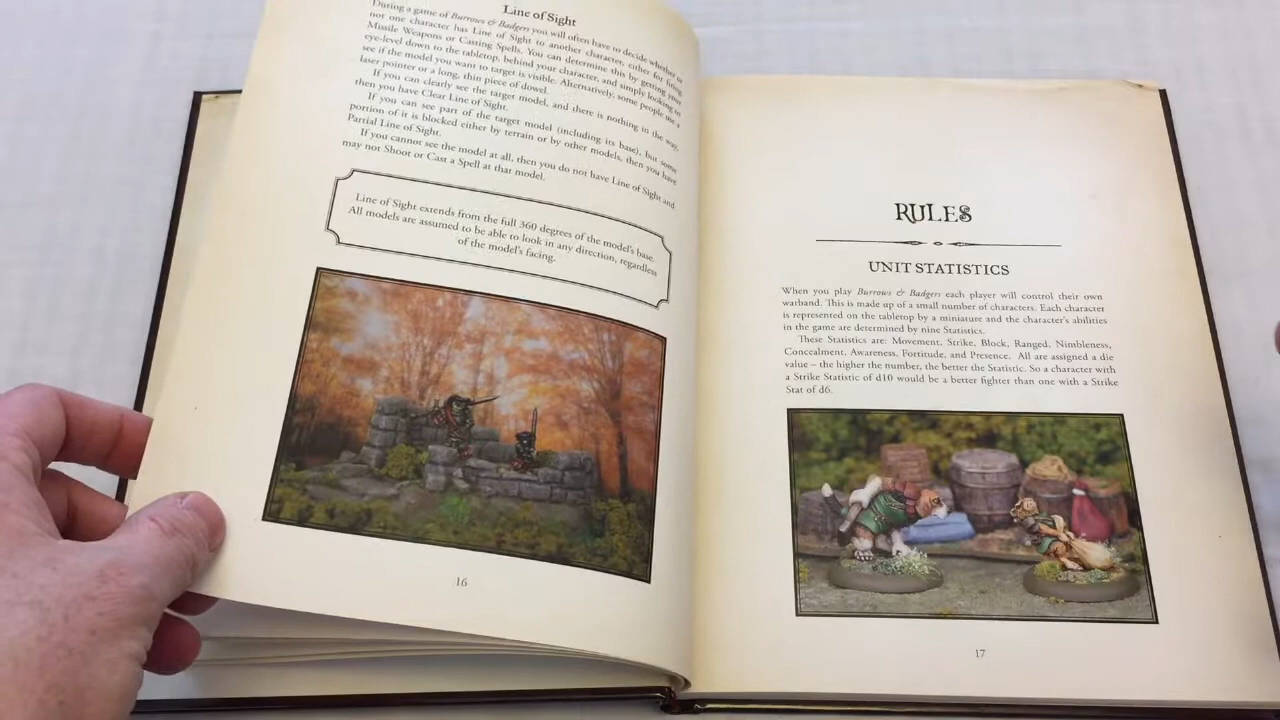 Line of Sight
During a game of Burrows & Badgers you will often have to decide whether or
not one character has Line of Sight to another character, either for firing
Missile Weapons or Casting Spells. You can determine this by getting your
eye-level down to the tabletop, behind your character, and simply looking to
see if the model you want to target is visible. Alternatively, some people use a
laser pointer or a long, thin piece of dowel.
If you can clearly see the target model, and there is nothing in the way,
then you have Clear Line of Sight.
If you can see part of the target model (including its base), but some
portion of it is blocked either by terrain or by other models, then you have
Partial Line of Sight.
If you cannot see the model at all, then you do not have Line of Sight and
may not Shoot or Cast a Spell at that model.
Line of Sight extends from the full 360 degrees of the model's base.
All models are assumed to be able to look in any direction, regardless
of the model's facing.
16
RULES
UNIT STATISTICS
When you play Burrows & Badgers each player will control their own
warband. This is made up of a small number of characters. Each character
is represented on the tabletop by a miniature and the character's abilities
in the game are determined by nine Statistics.
These Statistics are: Movement, Strike, Block, Ranged, Nimbleness,
Concealment, Awareness, Fortitude, and Presence. All are assigned a die
value – the higher the number, the better the Statistic. So a character with
a Strike Statistic of d10 would be a better fighter than one with a Strike
Stat of d6.
17